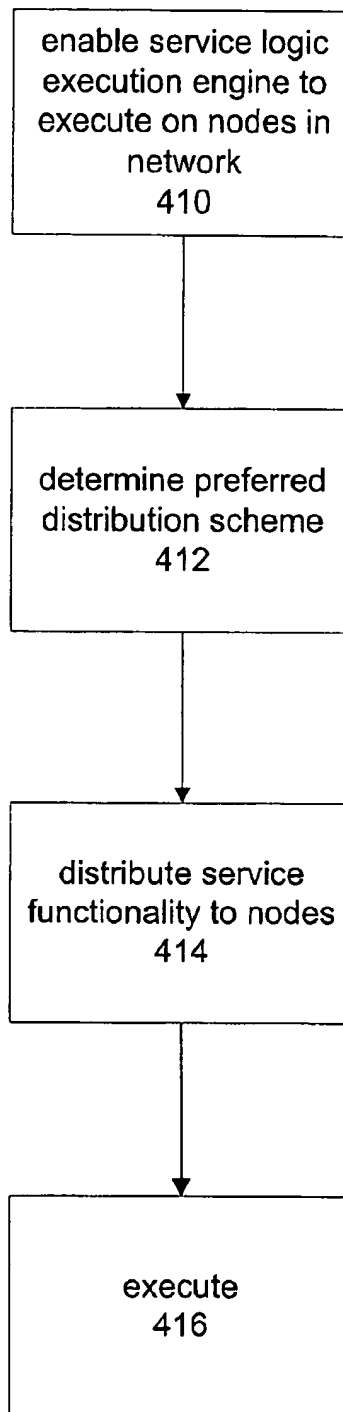 enable service logic
execution engine to
execute on nodes in
network
410
determine preferred
distribution scheme
412
distribute service
functionality to nodes
414
execute
416